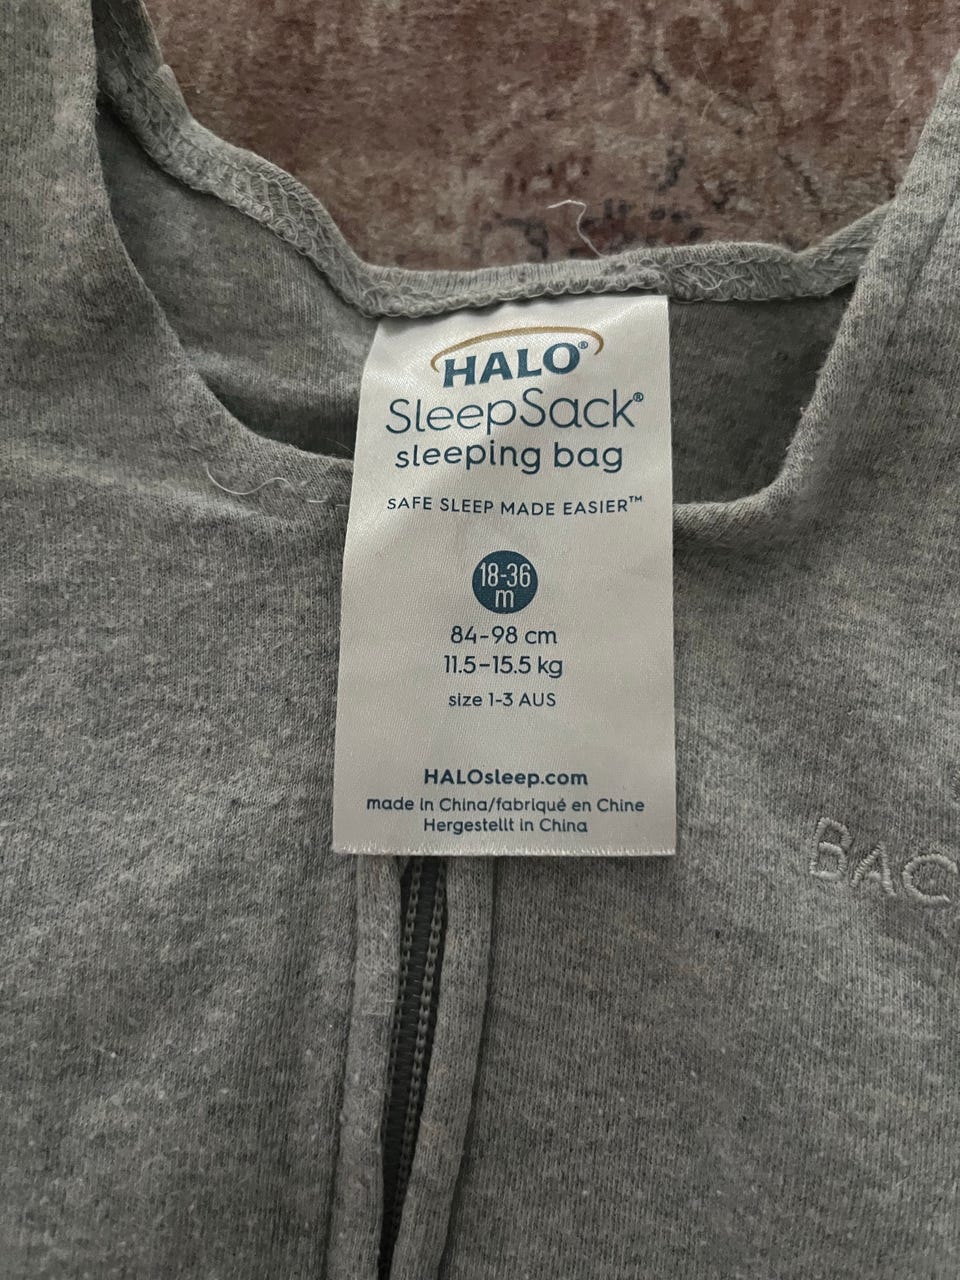 HALO®
SleepSack®
sleeping bag
SAFE SLEEP MADE EASIER™
18-36
m
84-98 cm
11.5-15.5 kg
size 1-3 AUS
HALOsleep.com
made in China/fabriqué en Chine
Hergestellt in China
BAC